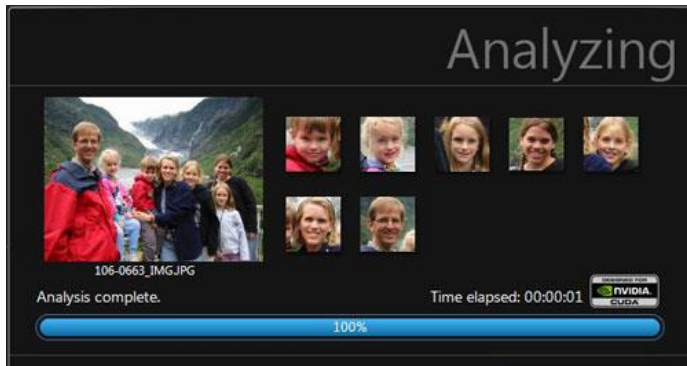 Analyzing
106-0663_IMG.JPG
Analysis complete.
Time elapsed: 00:00:01
DESIGNED FOR
NVIDIA.
CUDA
100%